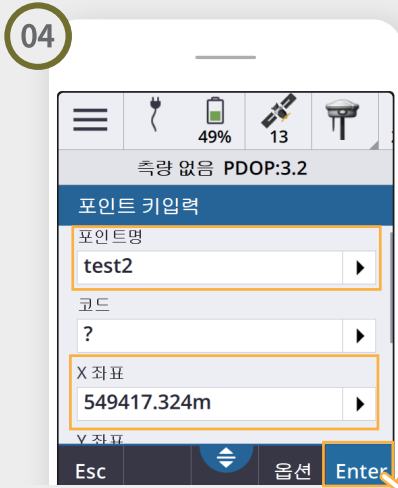 04
49%
13
측량 없음 PDOP:3.2
포인트 키입력
포인트명
test2
코드
?
X 좌표
549417.324m
Y 좌표
Esc
옵션
Enter